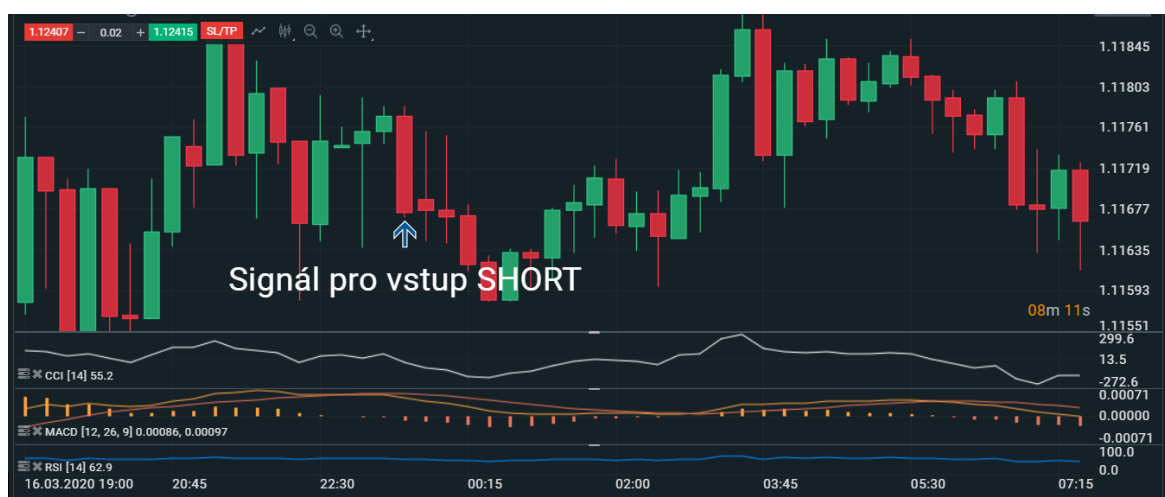 1.12407 − 0.02 + 1.12415 SL/TP
1.11845
1.11803
1.11761
1.11719
1.11677
1.11635
Signál pro vstup SHORT
1.11593
08m 11s
1.11551
299.6
13.5
CCI [14] 55.2
-272.6
0.00071
0.00000
MACD [12, 26, 9] 0.00086, 0.00097
-0.00071
100.0
RSI [14] 62.9
0.0
16.03.2020 19:00 20:45 22:30 00:15 02:00 03:45 05:30 07:15